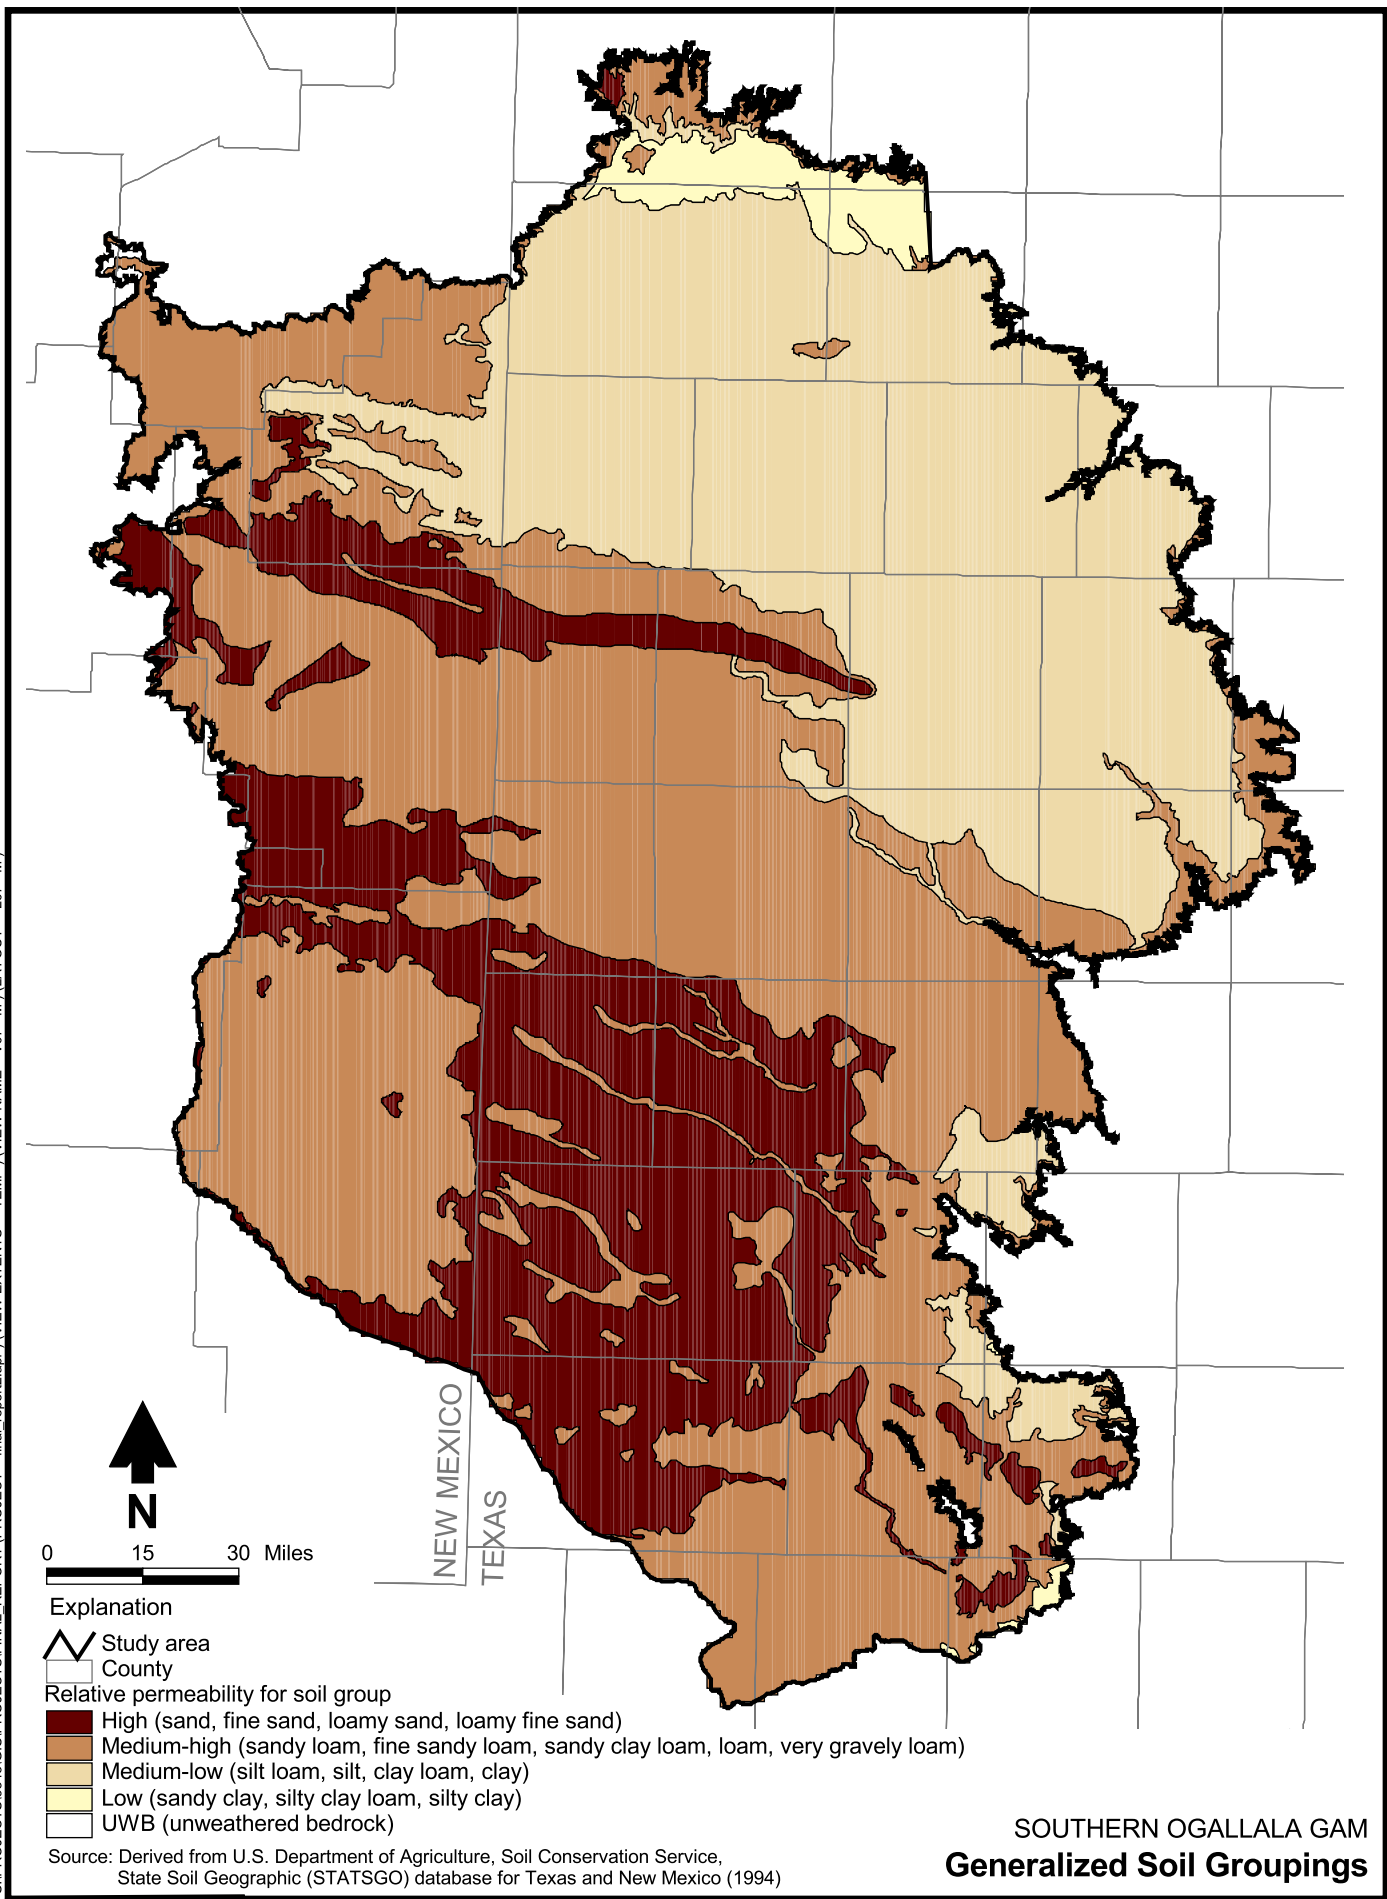 NEW MEXICO
TEXAS
N
0 15 30 Miles
Explanation
Study area
County
Relative permeability for soil group
High (sand, fine sand, loamy sand, loamy fine sand)
Medium-high (sandy loam, fine sandy loam, sandy clay loam, loam, very gravely loam)
Medium-low (silt loam, silt, clay loam, clay)
Low (sandy clay, silty clay loam, silty clay)
UWB (unweathered bedrock)
Source: Derived from U.S. Department of Agriculture, Soil Conservation Service,
State Soil Geographic (STATSGO) database for Texas and New Mexico (1994)
SOUTHERN OGALLALA GAM
Generalized Soil Groupings